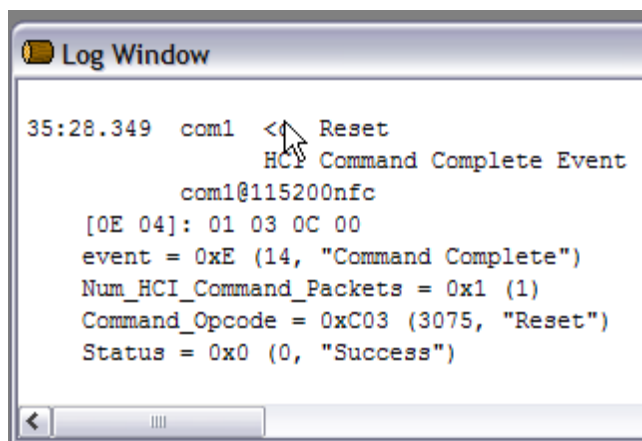 Log Window
35:28.349 com1 Reset
HCI Command Complete Event
com1@115200nfc
[0E 04]: 01 03 0C 00
event = 0xE (14, "Command Complete")
Num_HCI_Command_Packets = 0x1 (1)
Command_Opcode = 0xC03 (3075, "Reset")
Status = 0x0 (0, "Success")